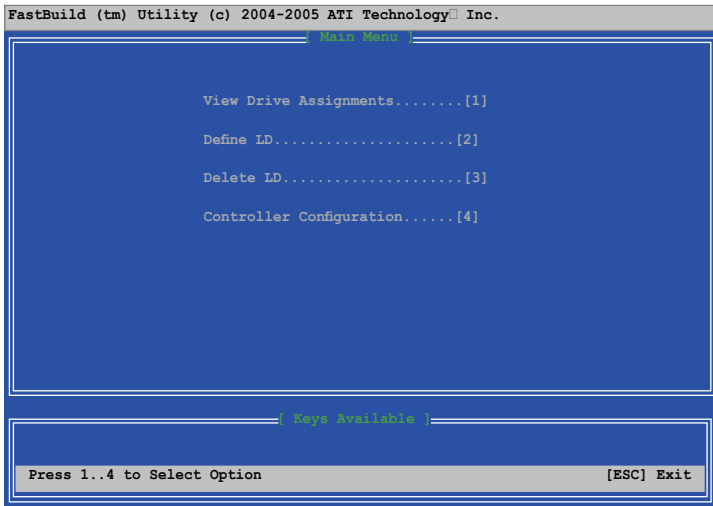 FastBuild (tm) Utility (c) 2004-2005 ATI Technology□ Inc.
[ Main Menu ]
View Drive Assignments........[1]
Define LD.....................[2]
Delete LD.....................[3]
Controller Configuration......[4]
[ Keys Available ]
Press 1..4 to Select Option [ESC] Exit